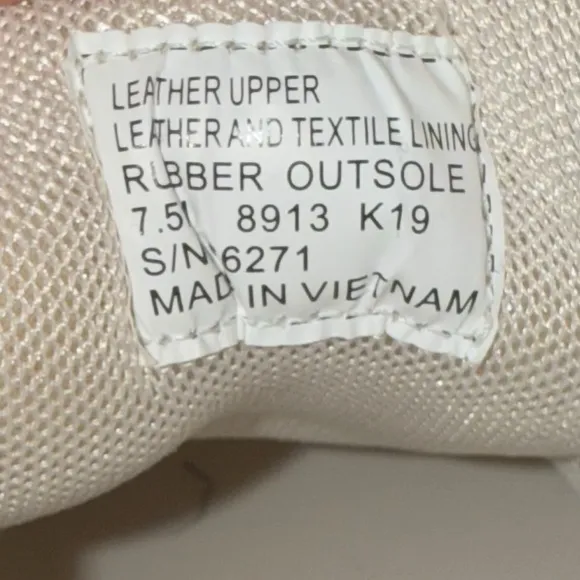 LEATHER UPPER
LEATHER AND TEXTILE LINING
RUBBER OUTSOLE
7.5 8913 K19
S/N 6271
MADE IN VIETNAM